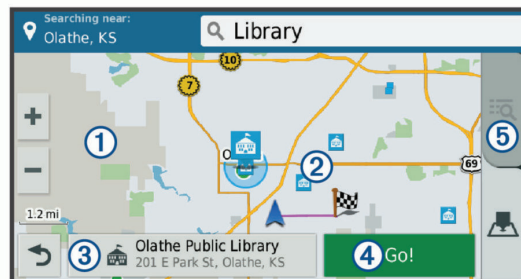 Searching near:
Olathe, KS
Library
10
7
1
O
2
5
69
1.2 mi
3
Olathe Public Library
201 E Park St, Olathe, KS
4
Go!